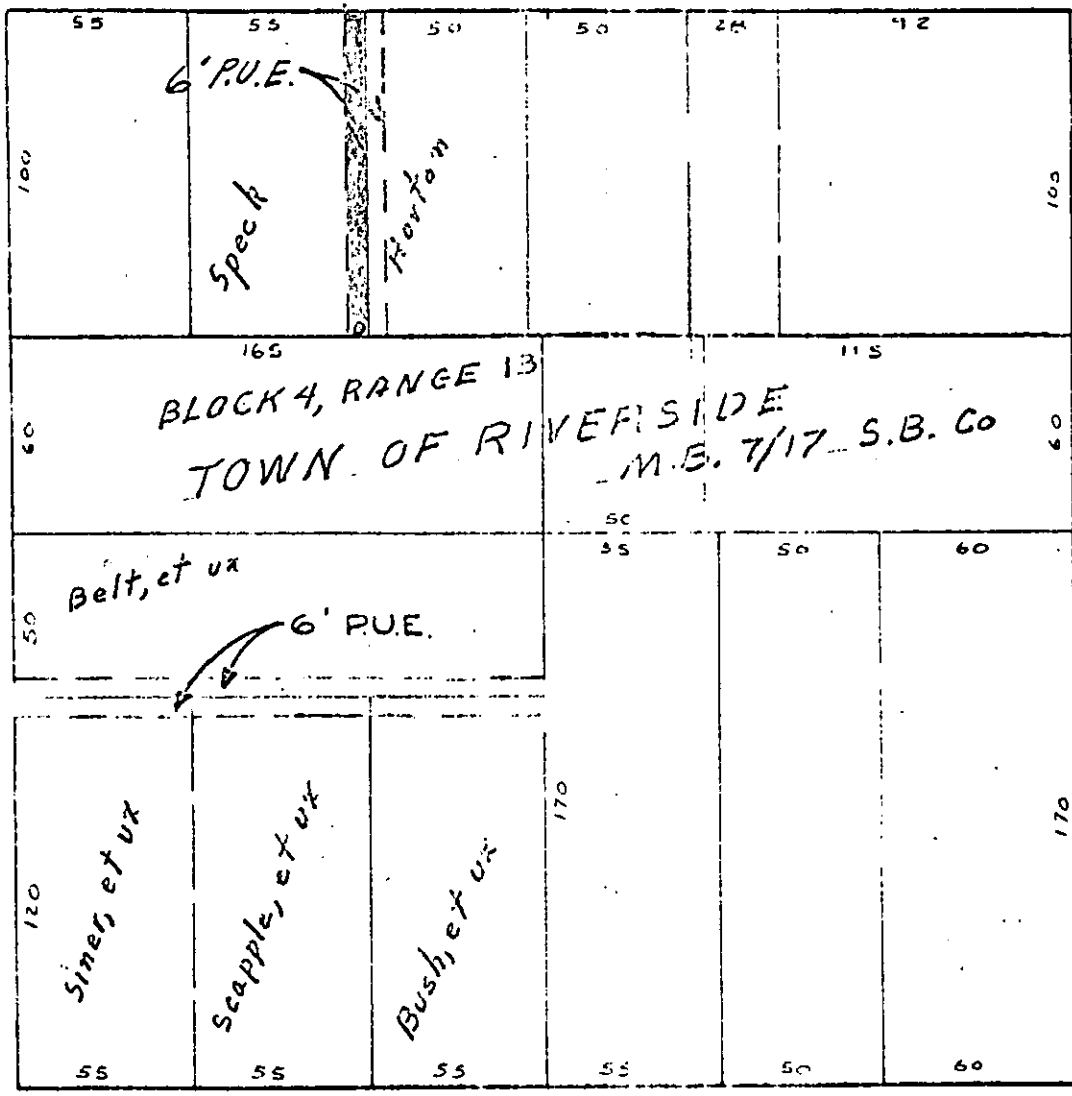 55 55 50 50 28 42
6' P.U.E.
100 Speck Horton 105
165 115
BLOCK 4, RANGE 13
60 TOWN OF RIVERSIDE 60
M.B. 7/17 S.B. Co
50
35 50 60
Belt, et ux
50
6' P.U.E.
170 170
120 Siner, et ux Scapple, et ux Bush, et ux
55 55 55 55 50 60